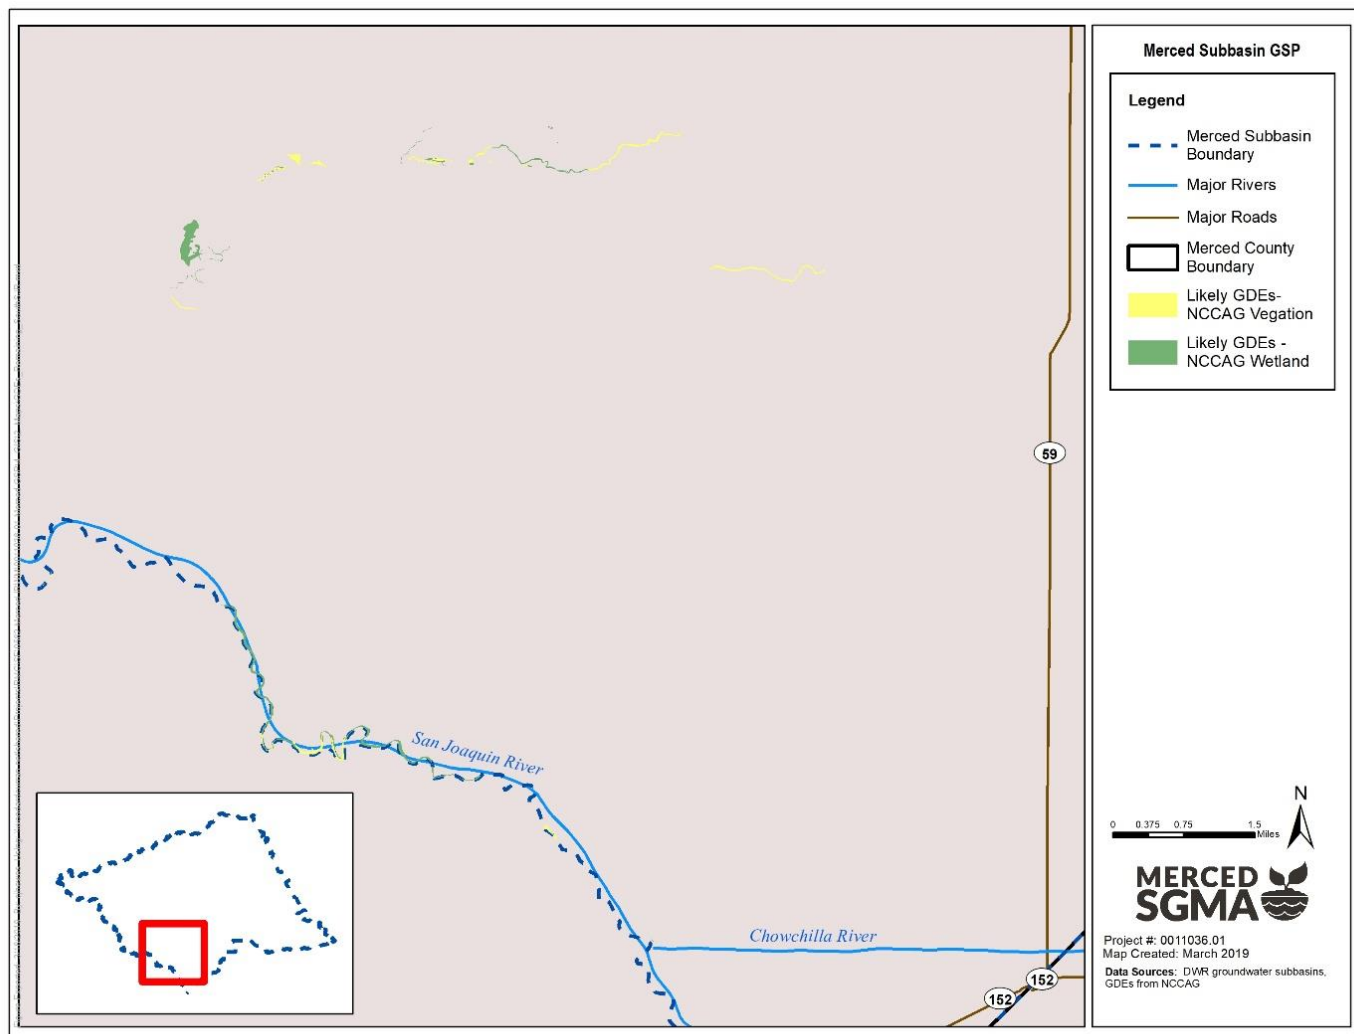 Merced Subbasin GSP
Legend
Merced Subbasin
Boundary
Major Rivers
Major Roads
Merced County
Boundary
Likely GDEs-
NCCAG Vegation
Likely GDEs -
NCCAG Wetland
59
San Joaquin River
Chowchilla River
152
152
N
0 0.375 0.75 1.5
Miles
MERCED
SGMA
Project #: 0011036.01
Map Created: March 2019
Data Sources: DWR groundwater subbasins,
GDEs from NCCAG